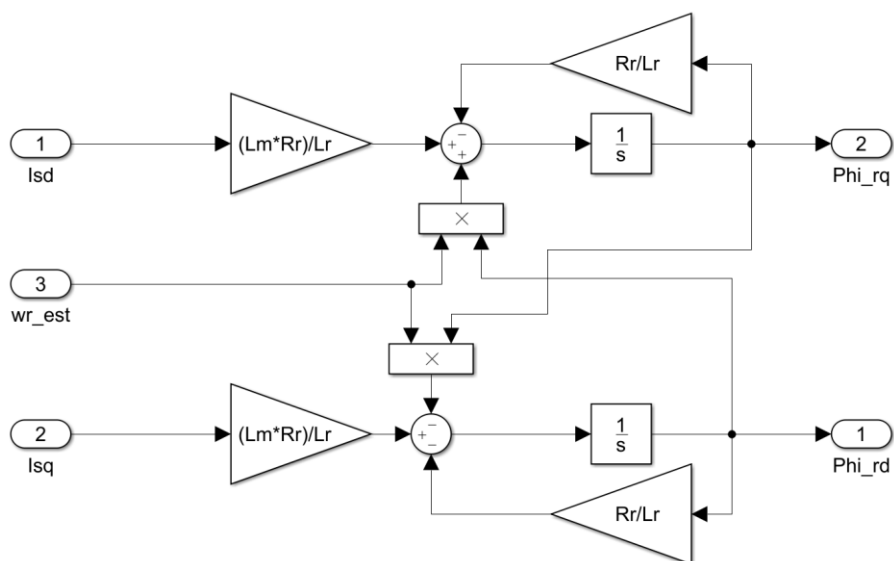 Rr/Lr
1
Isd
(Lm*Rr)/Lr
−
+
+
1
s
2
Phi_rq
×
3
wr_est
×
2
Isq
(Lm*Rr)/Lr
−
+
−
1
s
1
Phi_rd
Rr/Lr